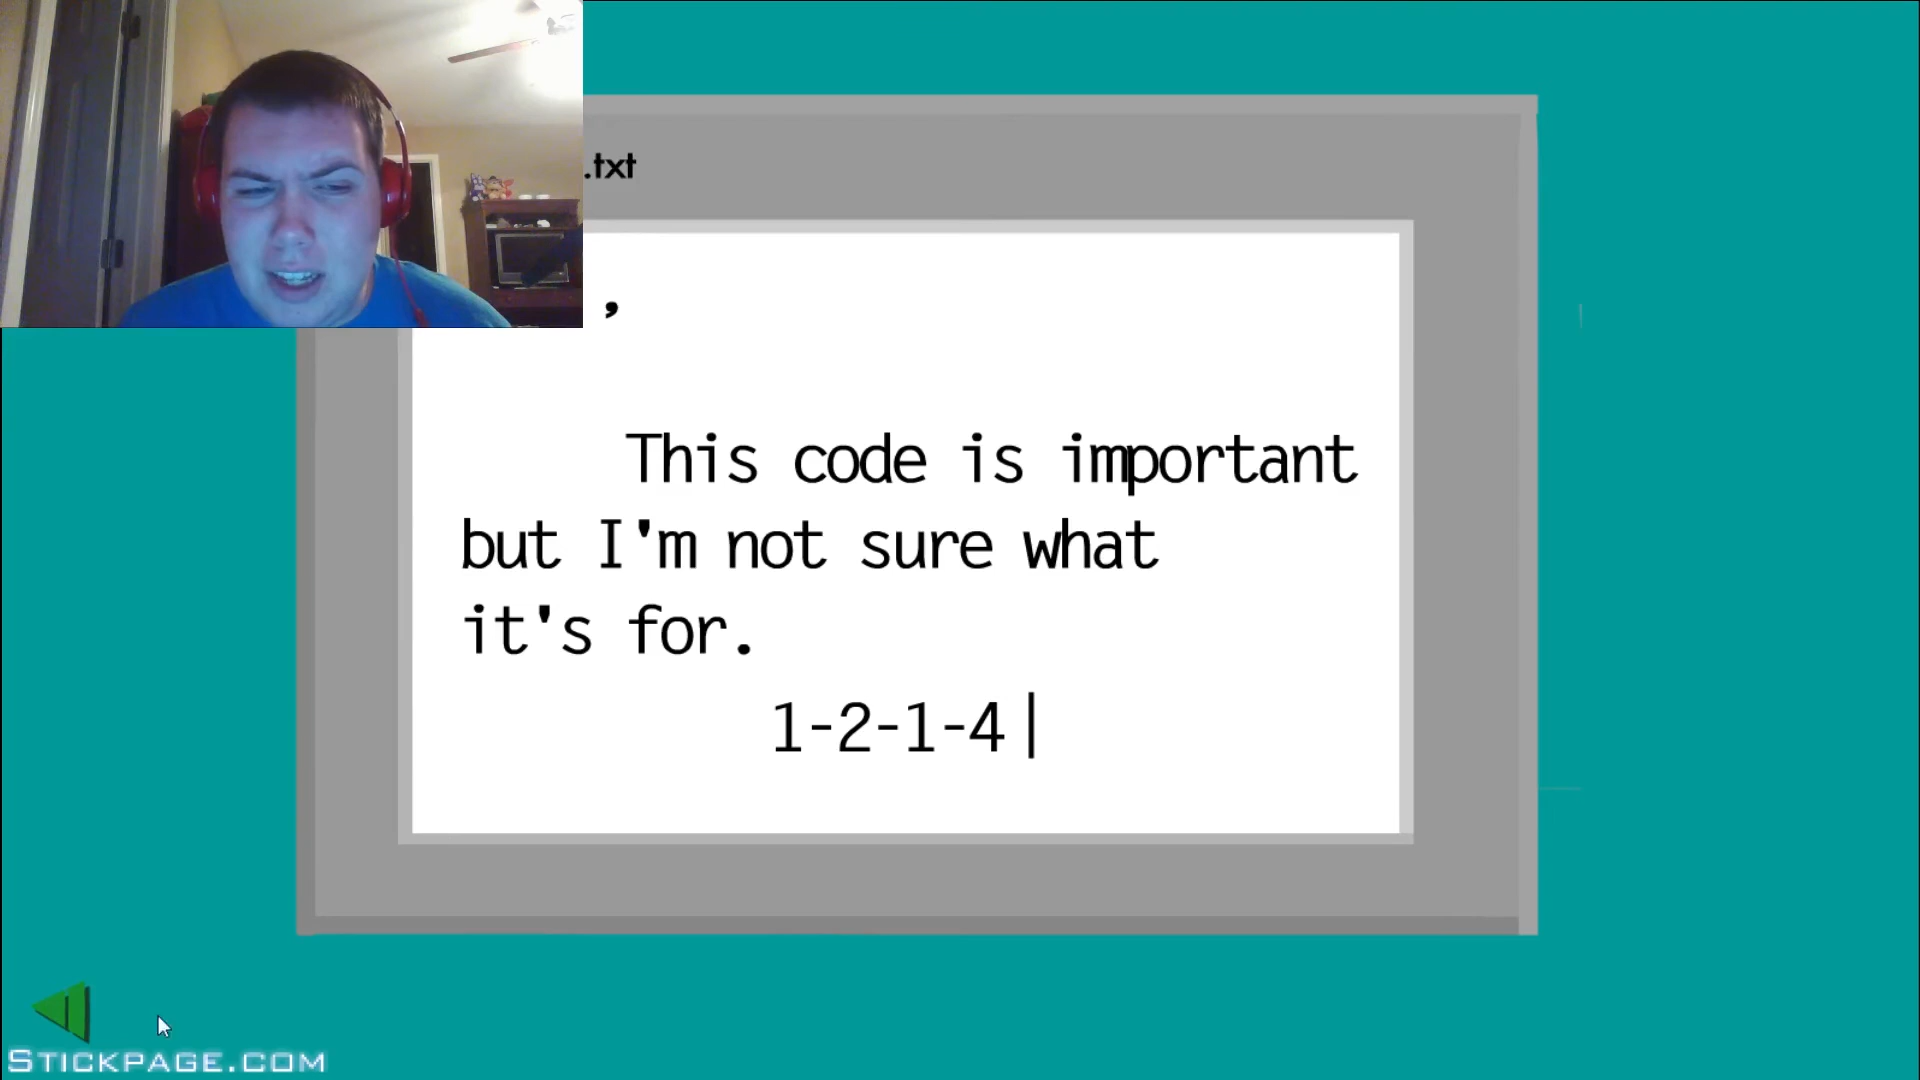 .txt
,
This code is important
but I'm not sure what
it's for.
1-2-1-4|
STICKPAGE.COM